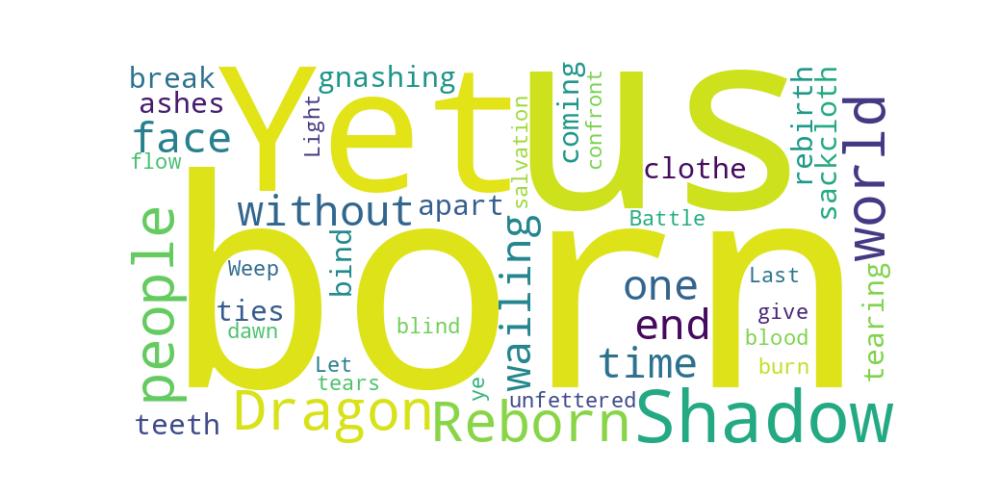 break
Yet
gnashing
us
coming
confront
rebirth
sackcloth
ashes
Light
world
face
salvation
flow
clothe
without
apart
Battle
people
born
bind
wailing
Weep
one
Last
tearing
ties
end
give
dawn
blind
blood
time
burn
Let
tears
ye
unfettered
teeth
Dragon
Reborn
Shadow